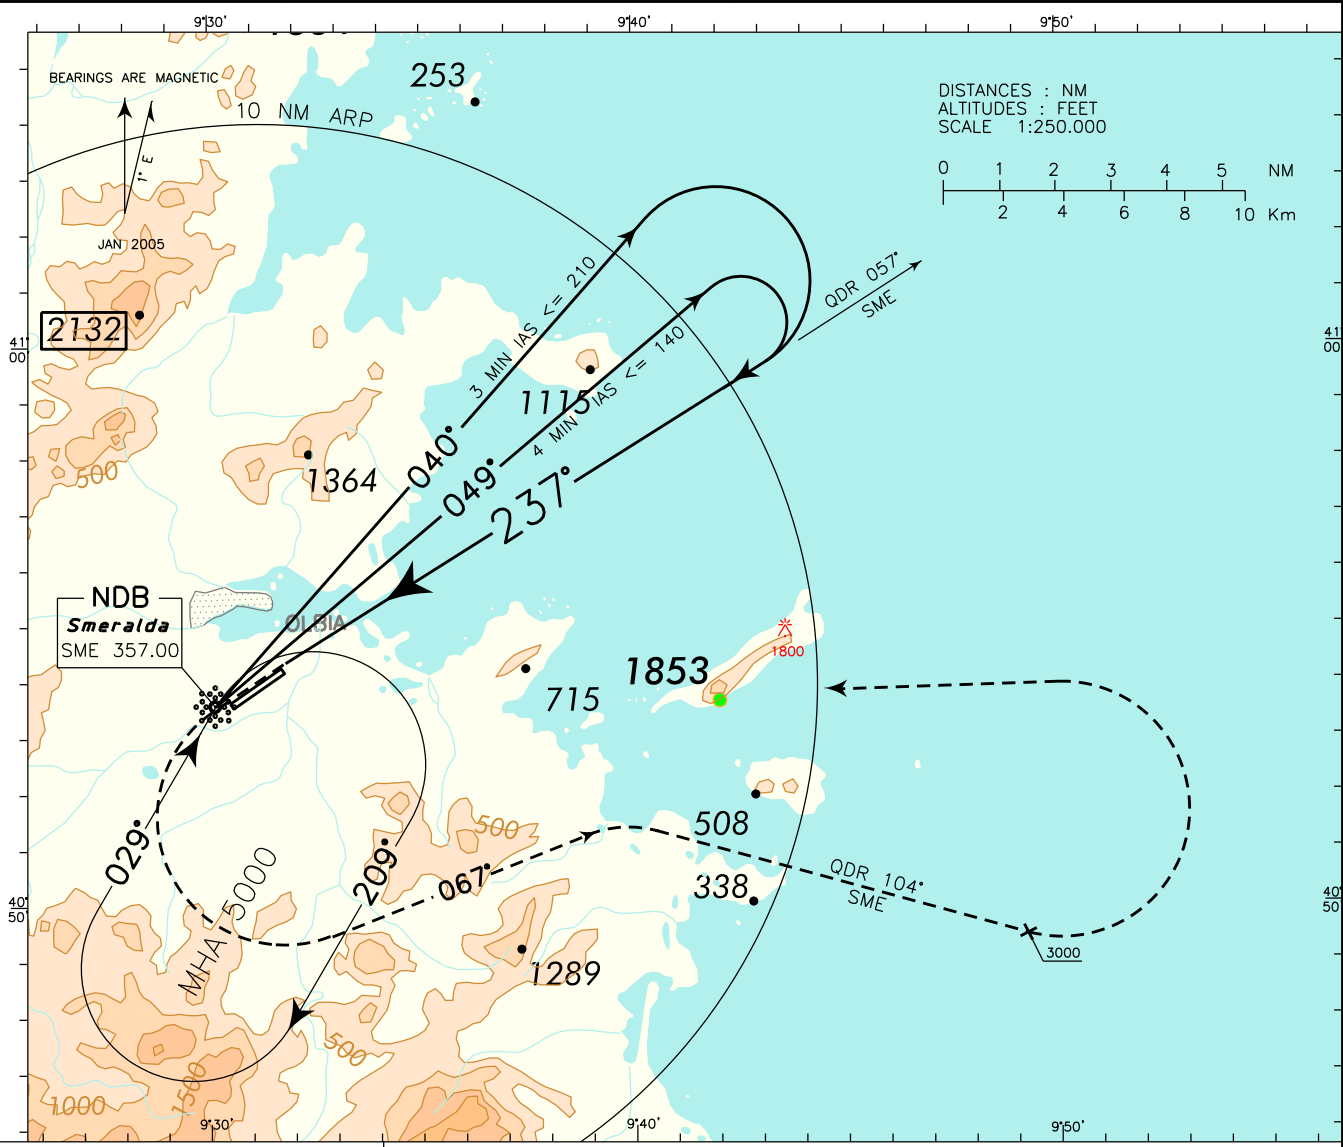 9°30' 9°40' 9°50'
BEARINGS ARE MAGNETIC
1° E
JAN 2005
10 NM ARP
253
DISTANCES : NM
ALTITUDES : FEET
SCALE 1:250.000
0 1 2 3 4 5 NM
2 4 6 8 10 Km
2132
41°
00'
41°
00'
3 MIN IAS <= 210
4 MIN IAS <= 140
QDR 057°
SME
1115
040°
049°
237°
1364
500
NDB
Smeralda
SME 357.00
OLBIA
1853
1800
715
508
500
029°
209°
067°
MHA 5000
338
QDR 104°
SME
3000
40°
50'
40°
50'
1289
500
1500
1000
9°30' 9°40' 9°50'